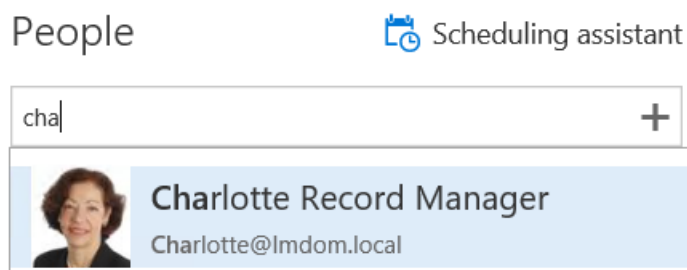 People
Scheduling assistant
cha
Charlotte Record Manager
Charlotte@lmdom.local